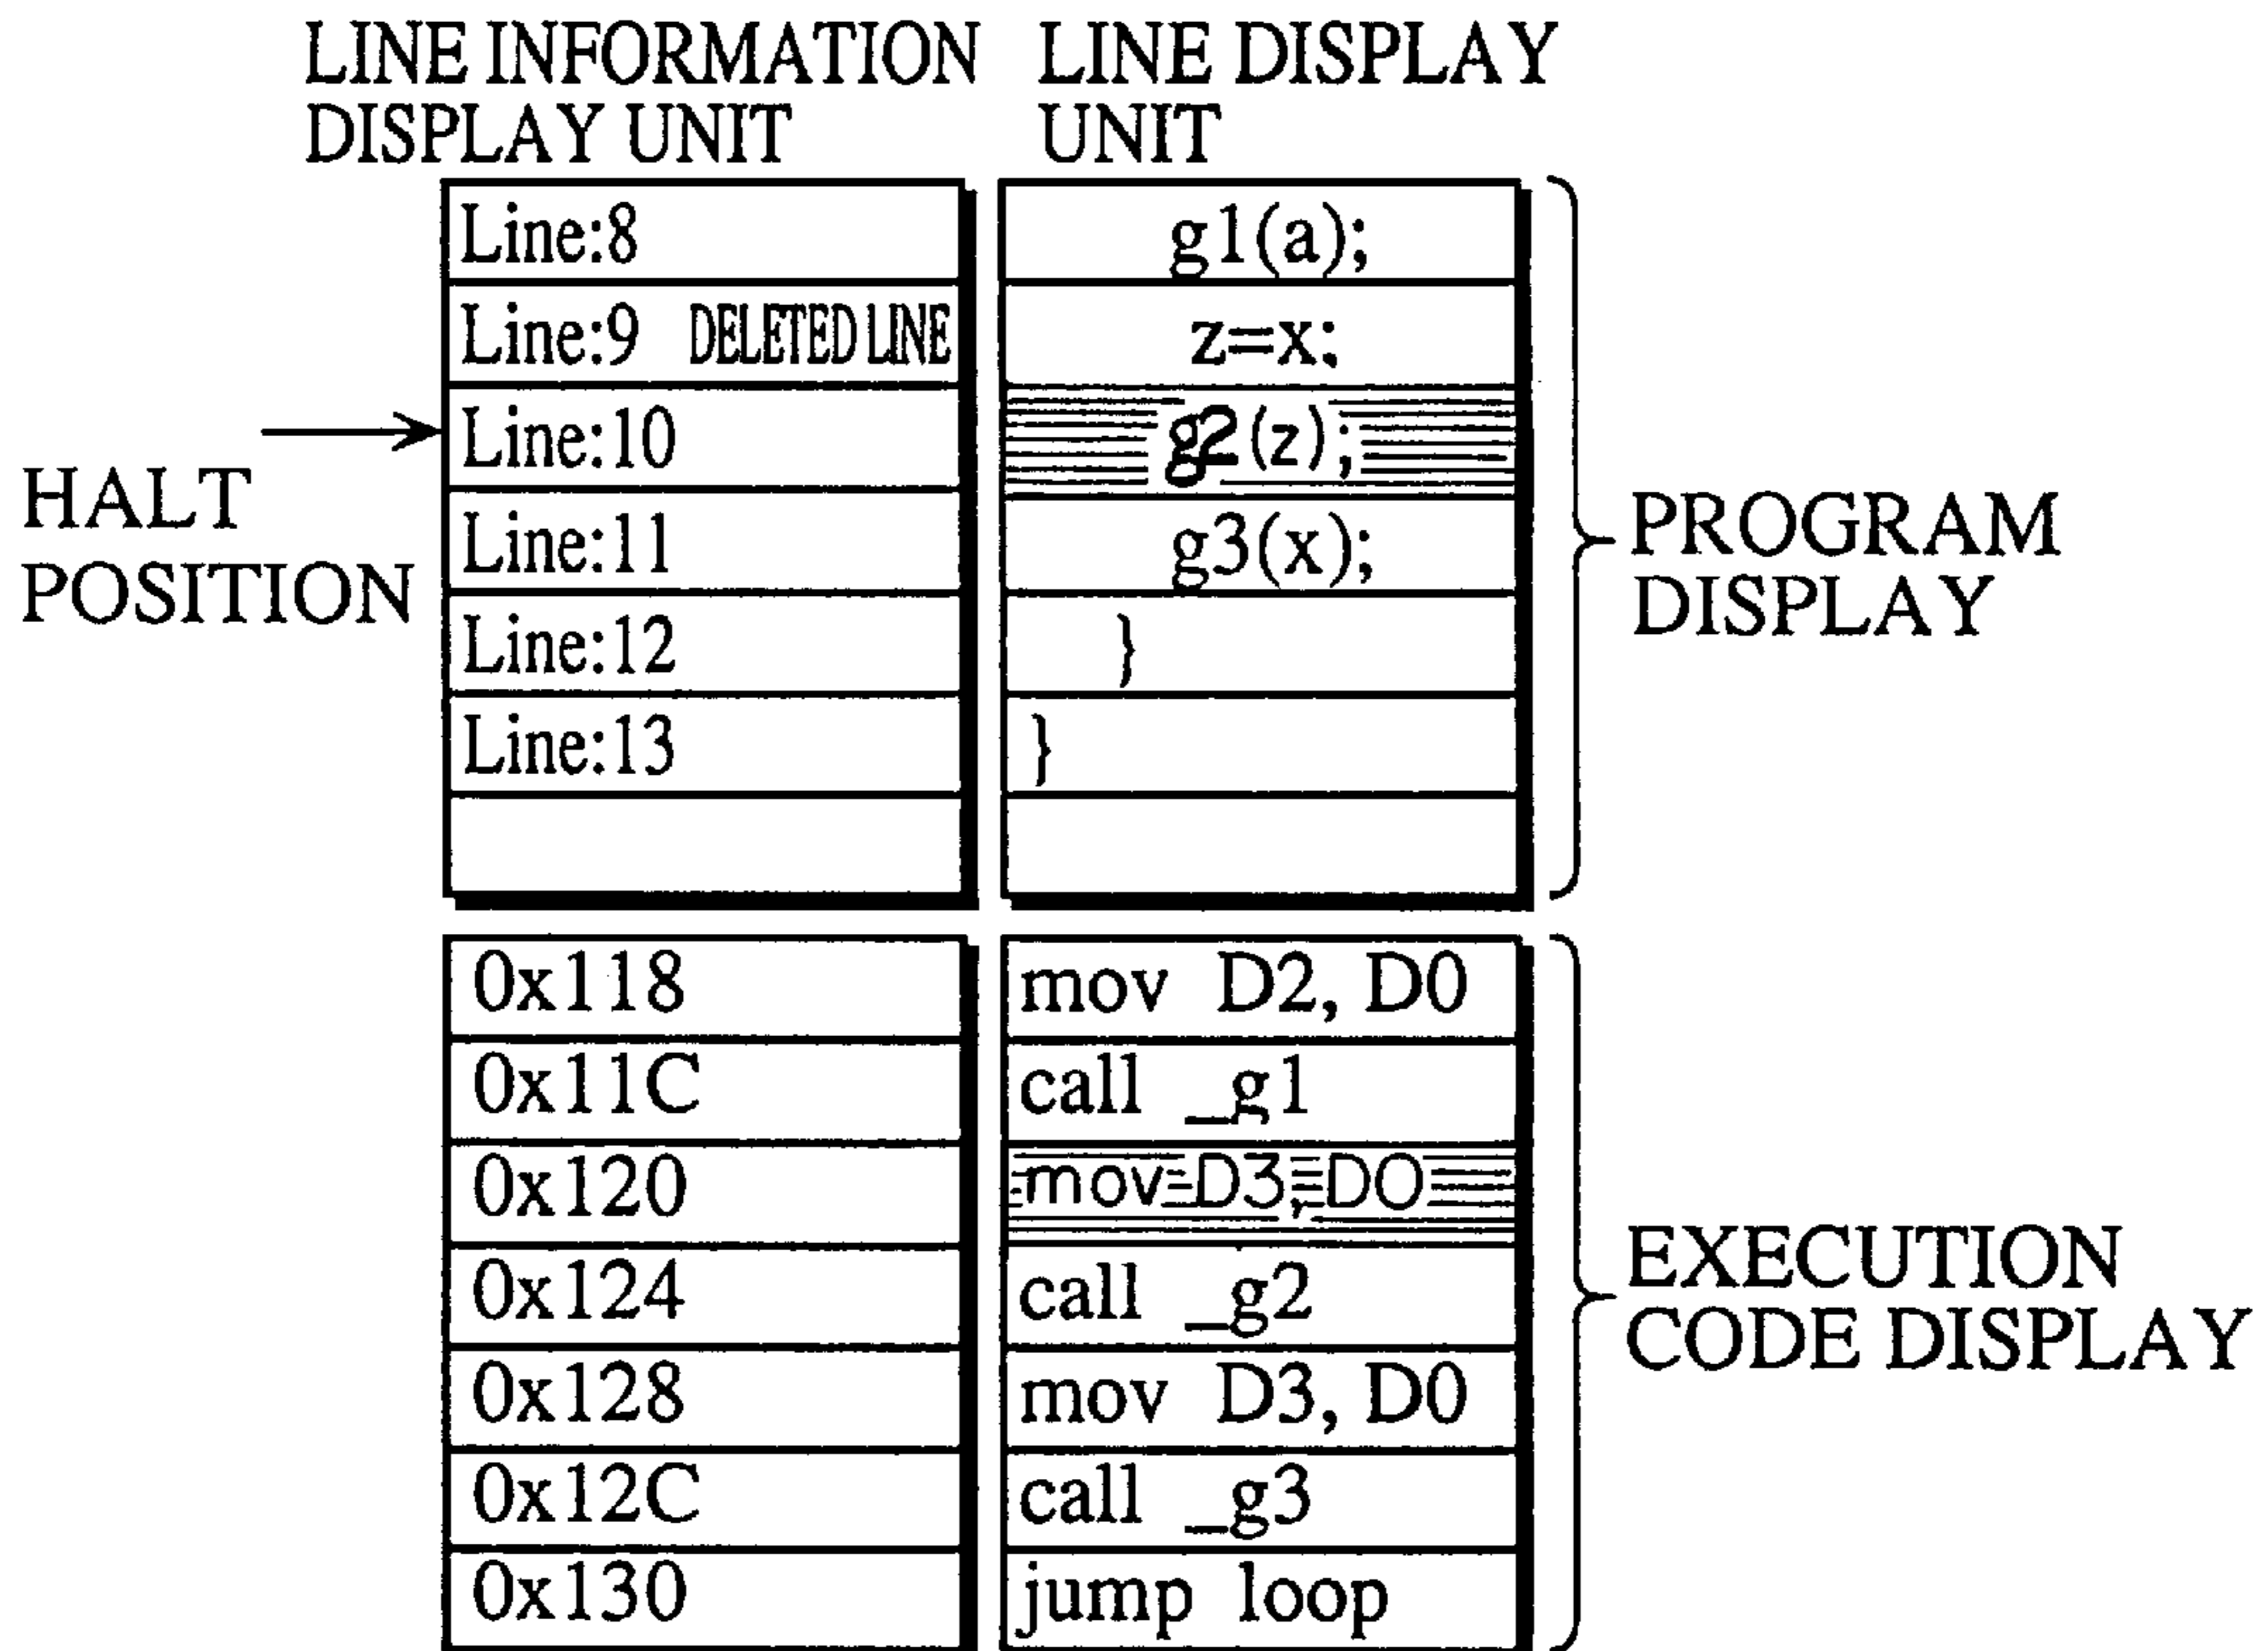 LINE INFORMATION DISPLAY UNIT
LINE DISPLAY UNIT
Line:8 g1(a);
Line:9 DELETED LINE z=x;
Line:10 g2(z);
Line:11 g3(x);
Line:12 }
Line:13 }
HALT POSITION
PROGRAM DISPLAY
0x118 mov D2, D0
0x11C call _g1
0x120 mov D3, D0
0x124 call _g2
0x128 mov D3, D0
0x12C call _g3
0x130 jump loop
EXECUTION CODE DISPLAY